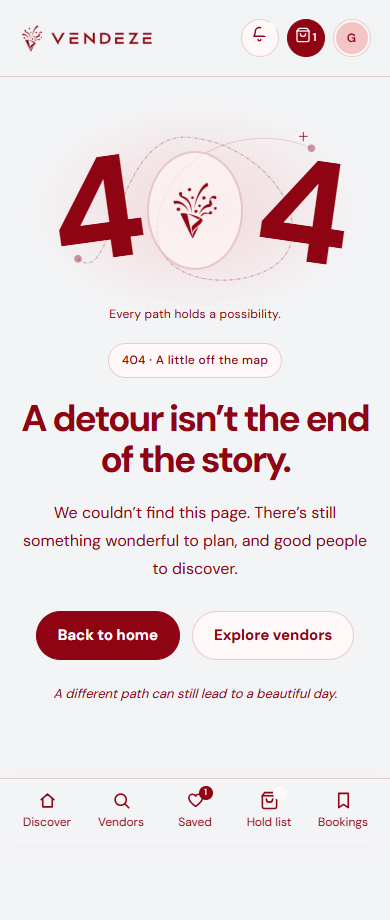 VENDEZE
1
G
4 4
Every path holds a possibility.
404 · A little off the map
A detour isn’t the end
of the story.
We couldn’t find this page. There’s still
something wonderful to plan, and good people
to discover.
Back to home
Explore vendors
A different path can still lead to a beautiful day.
1
Discover
Vendors
Saved
Hold list
Bookings